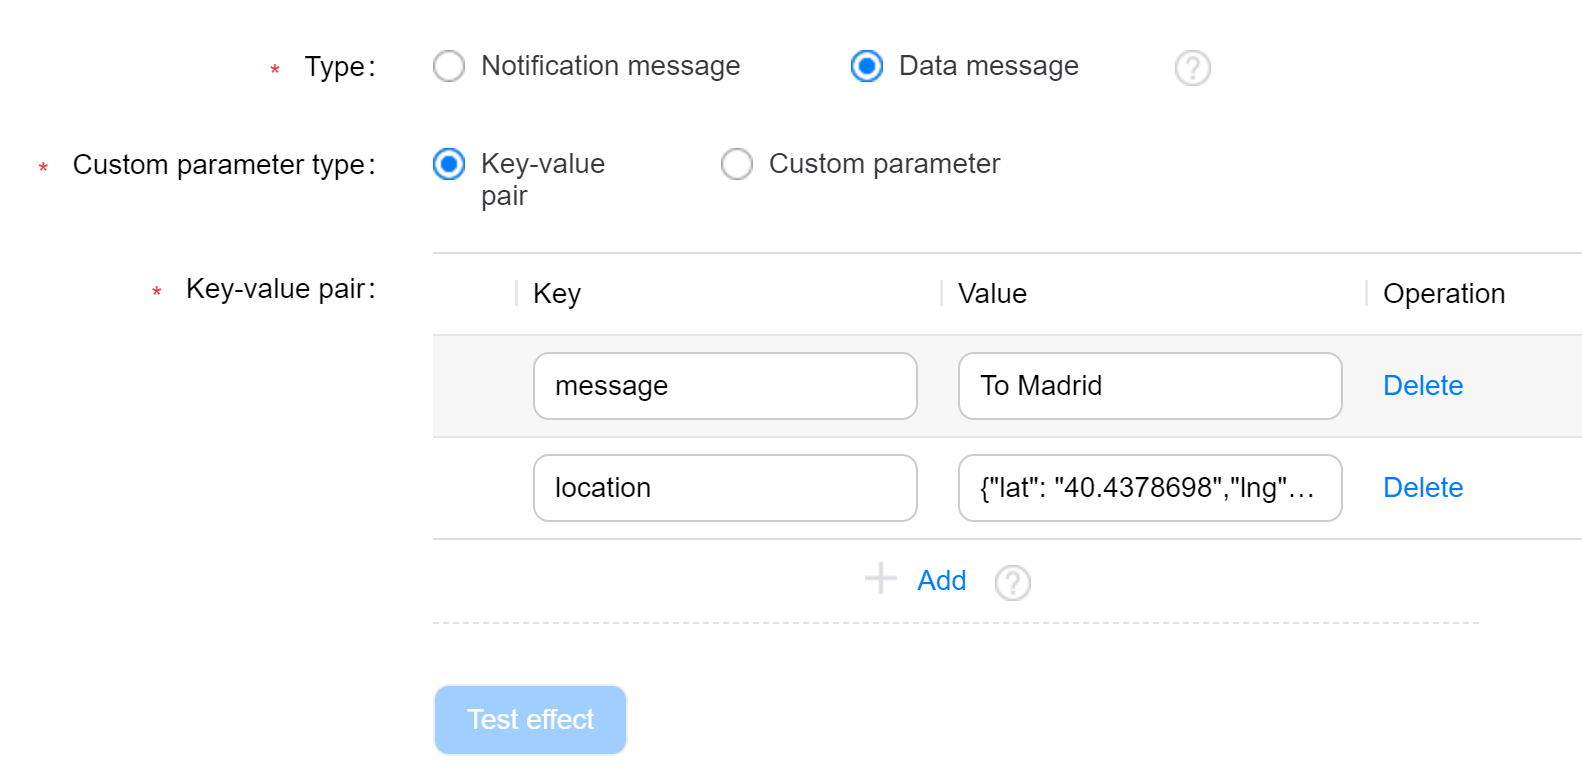 * Type: Notification message Data message ?
* Custom parameter type: Key-value pair Custom parameter
* Key-value pair: Key Value Operation
message To Madrid Delete
location {"lat": "40.4378698","lng"... Delete
+ Add ?
Test effect